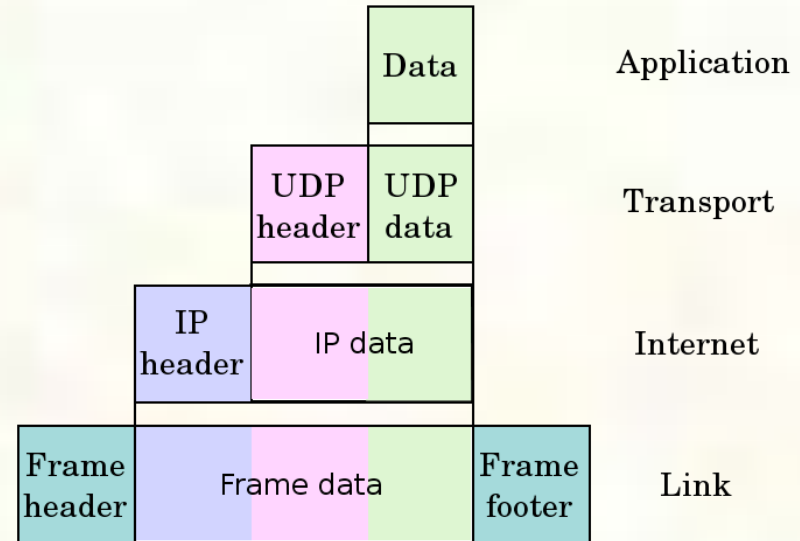 Data
Application
UDP
header
UDP
data
Transport
IP
header
IP data
Internet
Frame
header
Frame data
Frame
footer
Link